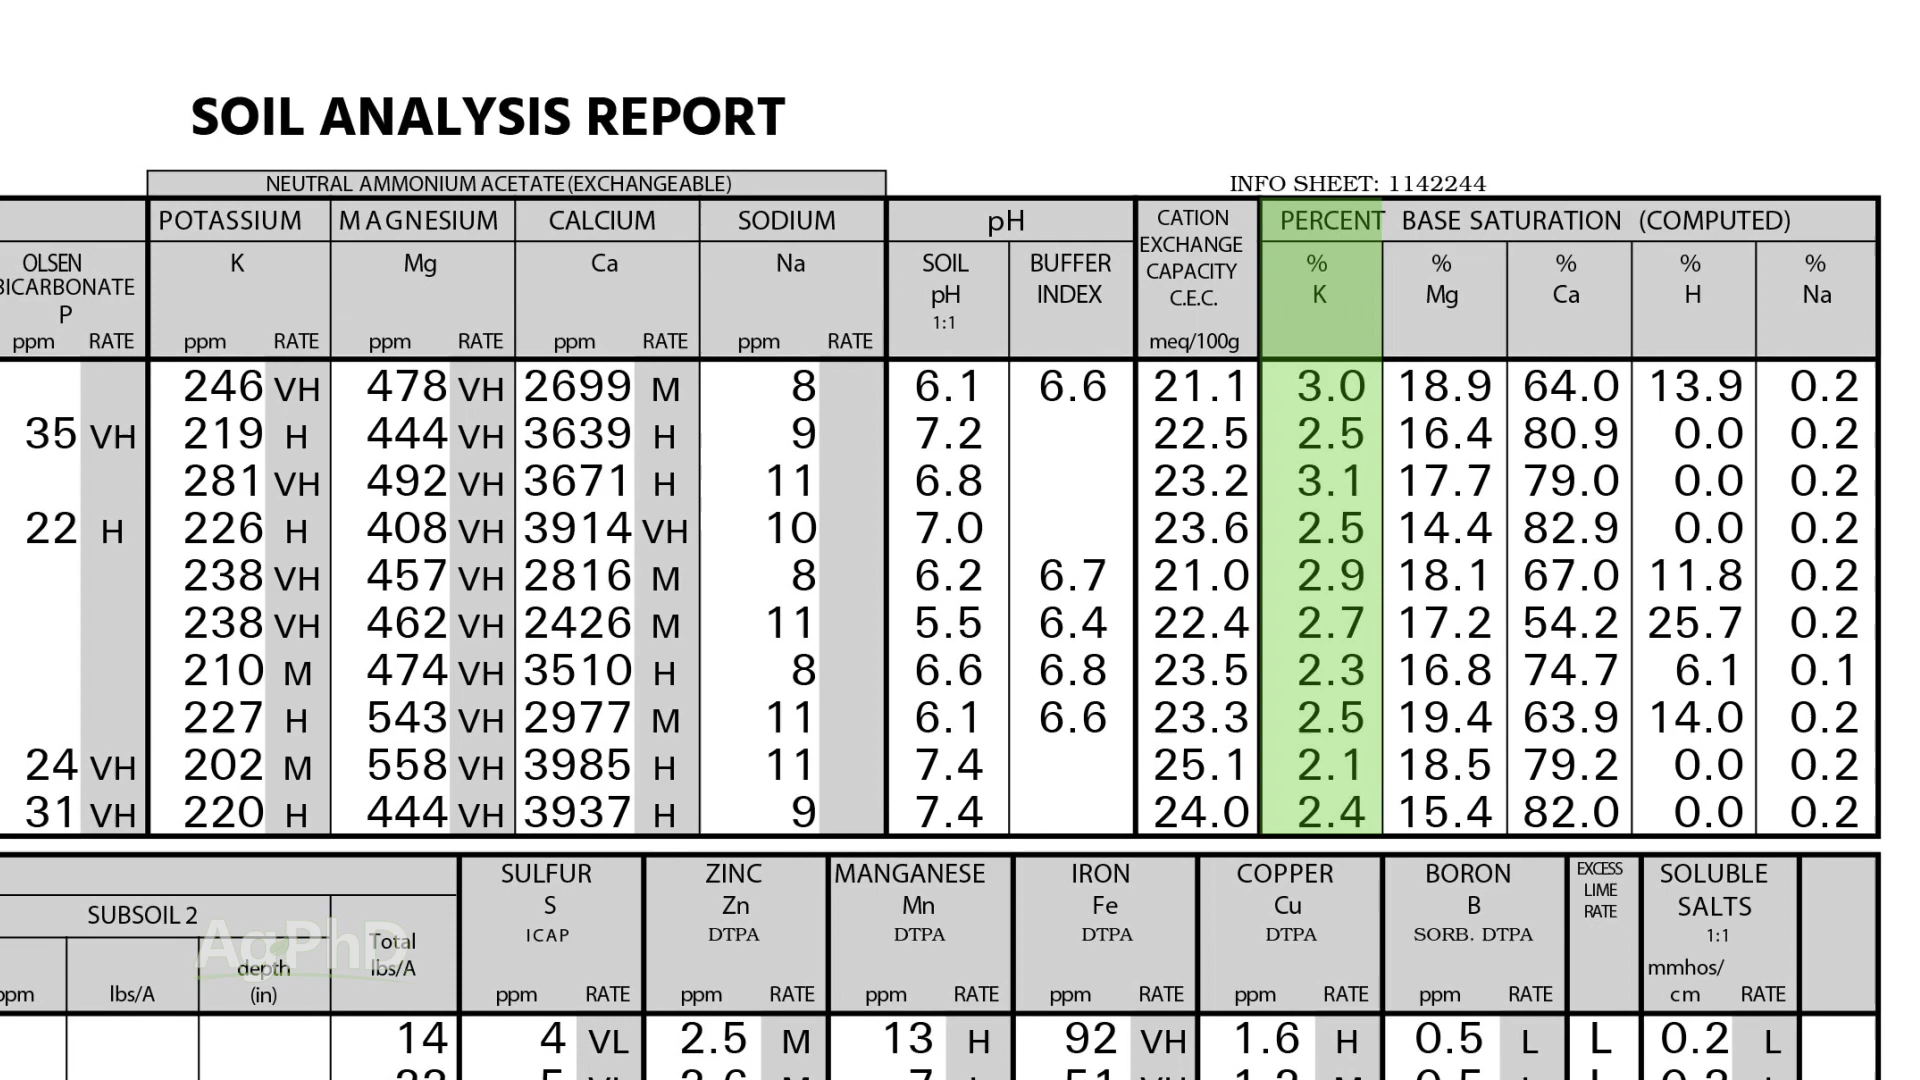 SOIL ANALYSIS REPORT
NEUTRAL AMMONIUM ACETATE (EXCHANGEABLE)
INFO SHEET: 1142244
POTASSIUM MAGNESIUM CALCIUM SODIUM pH CATION EXCHANGE CAPACITY C.E.C. PERCENT BASE SATURATION (COMPUTED)
OLSEN BICARBONATE P K Mg Ca Na SOIL pH 1:1 BUFFER INDEX % K % Mg % Ca % H % Na
ppm RATE ppm RATE ppm RATE ppm RATE ppm RATE meq/100g
246 VH 478 VH 2699 M 8 6.1 6.6 21.1 3.0 18.9 64.0 13.9 0.2
35 VH 219 H 444 VH 3639 H 9 7.2 22.5 2.5 16.4 80.9 0.0 0.2
281 VH 492 VH 3671 H 11 6.8 23.2 3.1 17.7 79.0 0.0 0.2
22 H 226 H 408 VH 3914 VH 10 7.0 23.6 2.5 14.4 82.9 0.0 0.2
238 VH 457 VH 2816 M 8 6.2 6.7 21.0 2.9 18.1 67.0 11.8 0.2
238 VH 462 VH 2426 M 11 5.5 6.4 22.4 2.7 17.2 54.2 25.7 0.2
210 M 474 VH 3510 H 8 6.6 6.8 23.5 2.3 16.8 74.7 6.1 0.1
227 H 543 VH 2977 M 11 6.1 6.6 23.3 2.5 19.4 63.9 14.0 0.2
24 VH 202 M 558 VH 3985 H 11 7.4 25.1 2.1 18.5 79.2 0.0 0.2
31 VH 220 H 444 VH 3937 H 9 7.4 24.0 2.4 15.4 82.0 0.0 0.2
SULFUR ZINC MANGANESE IRON COPPER BORON EXCESS LIME RATE SOLUBLE SALTS
SUBSOIL 2 S Zn Mn Fe Cu B
AgPhD
Total lbs/A ICAP DTPA DTPA DTPA DTPA SORB. DTPA 1:1
depth (in) mmhos/cm
ppm lbs/A ppm RATE ppm RATE ppm RATE ppm RATE ppm RATE ppm RATE RATE
14 4 VL 2.5 M 13 H 92 VH 1.6 H 0.5 L L 0.2 L